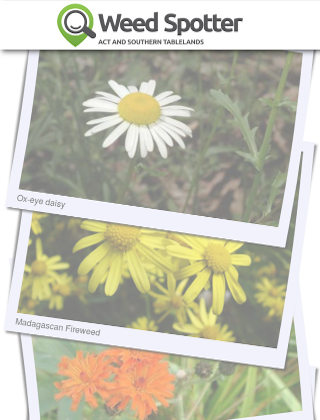 Weed Spotter
ACT AND SOUTHERN TABLELANDS
Ox-eye daisy
Madagascan Fireweed